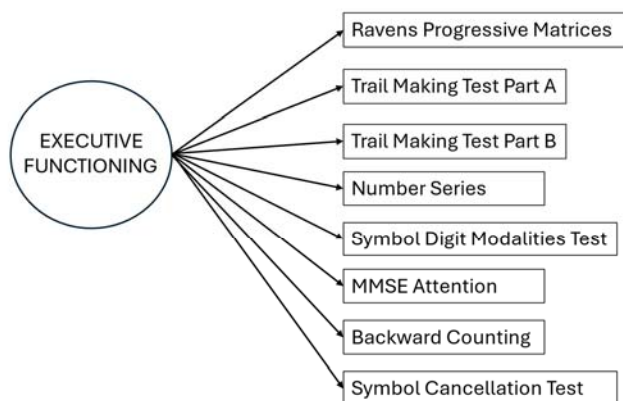 EXECUTIVE
FUNCTIONING
Ravens Progressive Matrices
Trail Making Test Part A
Trail Making Test Part B
Number Series
Symbol Digit Modalities Test
MMSE Attention
Backward Counting
Symbol Cancellation Test